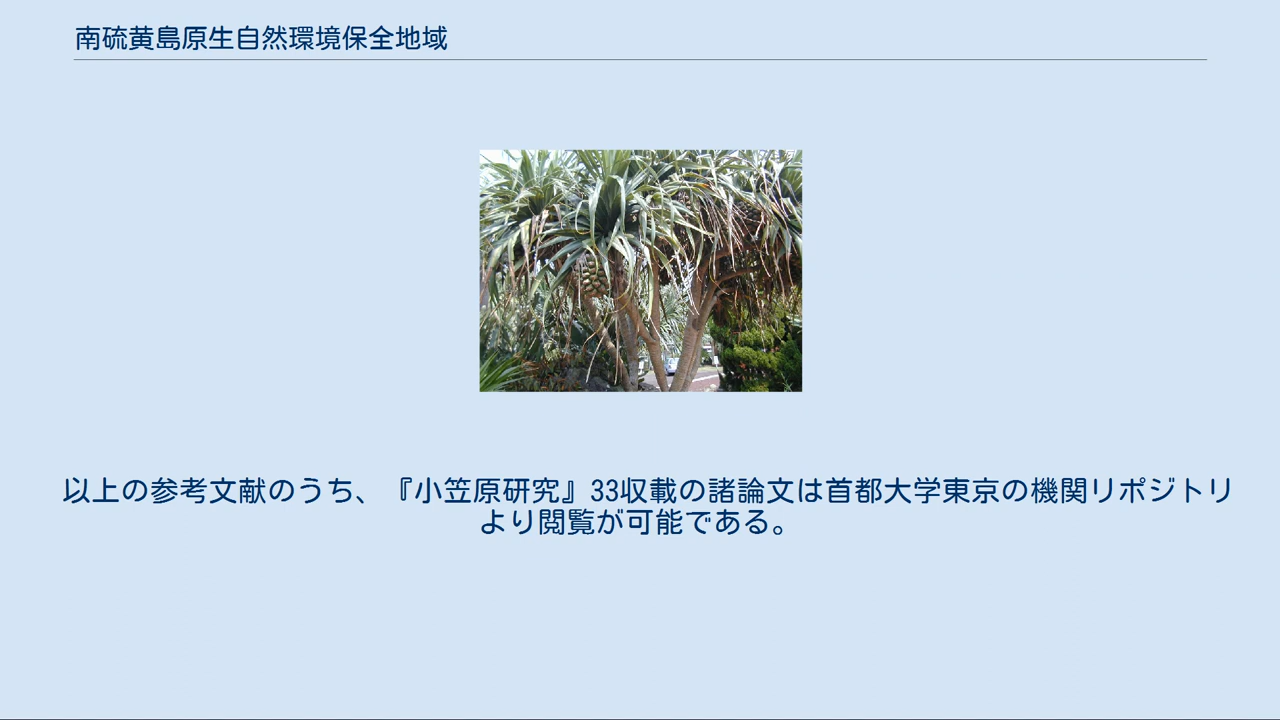 南硫黄島原生自然環境保全地域
以上の参考文献のうち、『小笠原研究』33収載の諸論文は首都大学東京の機関リポジトリ
より閲覧が可能である。